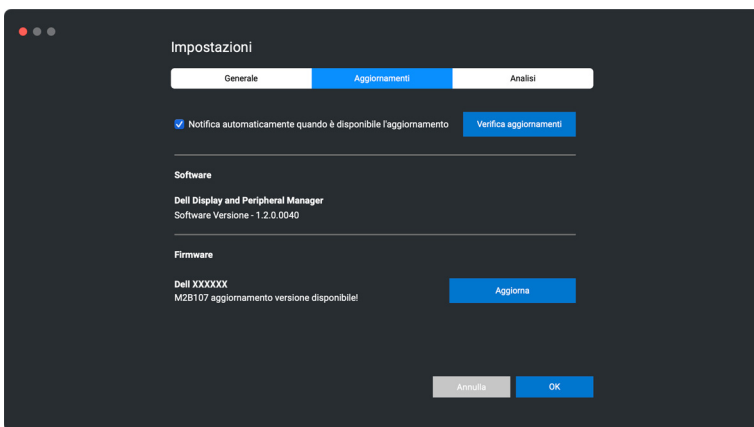 Impostazioni
Generale
Aggiornamenti
Analisi
Notifica automaticamente quando è disponibile l'aggiornamento
Verifica aggiornamenti
Software
Dell Display and Peripheral Manager
Software Versione - 1.2.0.0040
Firmware
Dell XXXXXX
M2B107 aggiornamento versione disponibile!
Aggiorna
Annulla
OK